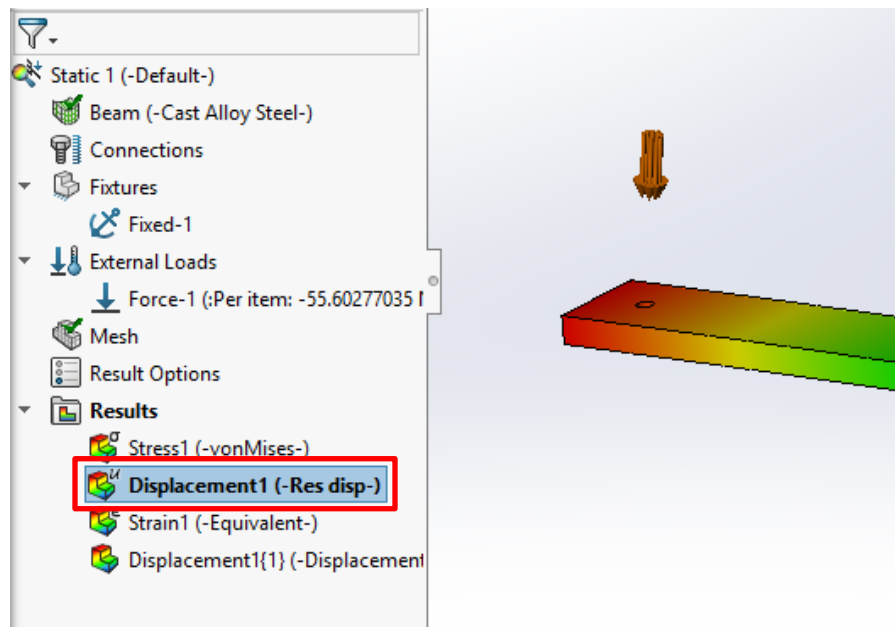 Static 1 (-Default-)
Beam (-Cast Alloy Steel-)
Connections
Fixtures
Fixed-1
External Loads
Force-1 (:Per item: -55.60277035
Mesh
Result Options
Results
Stress1 (-vonMises-)
Displacement1 (-Res disp-)
Strain1 (-Equivalent-)
Displacement1{1} (-Displacement